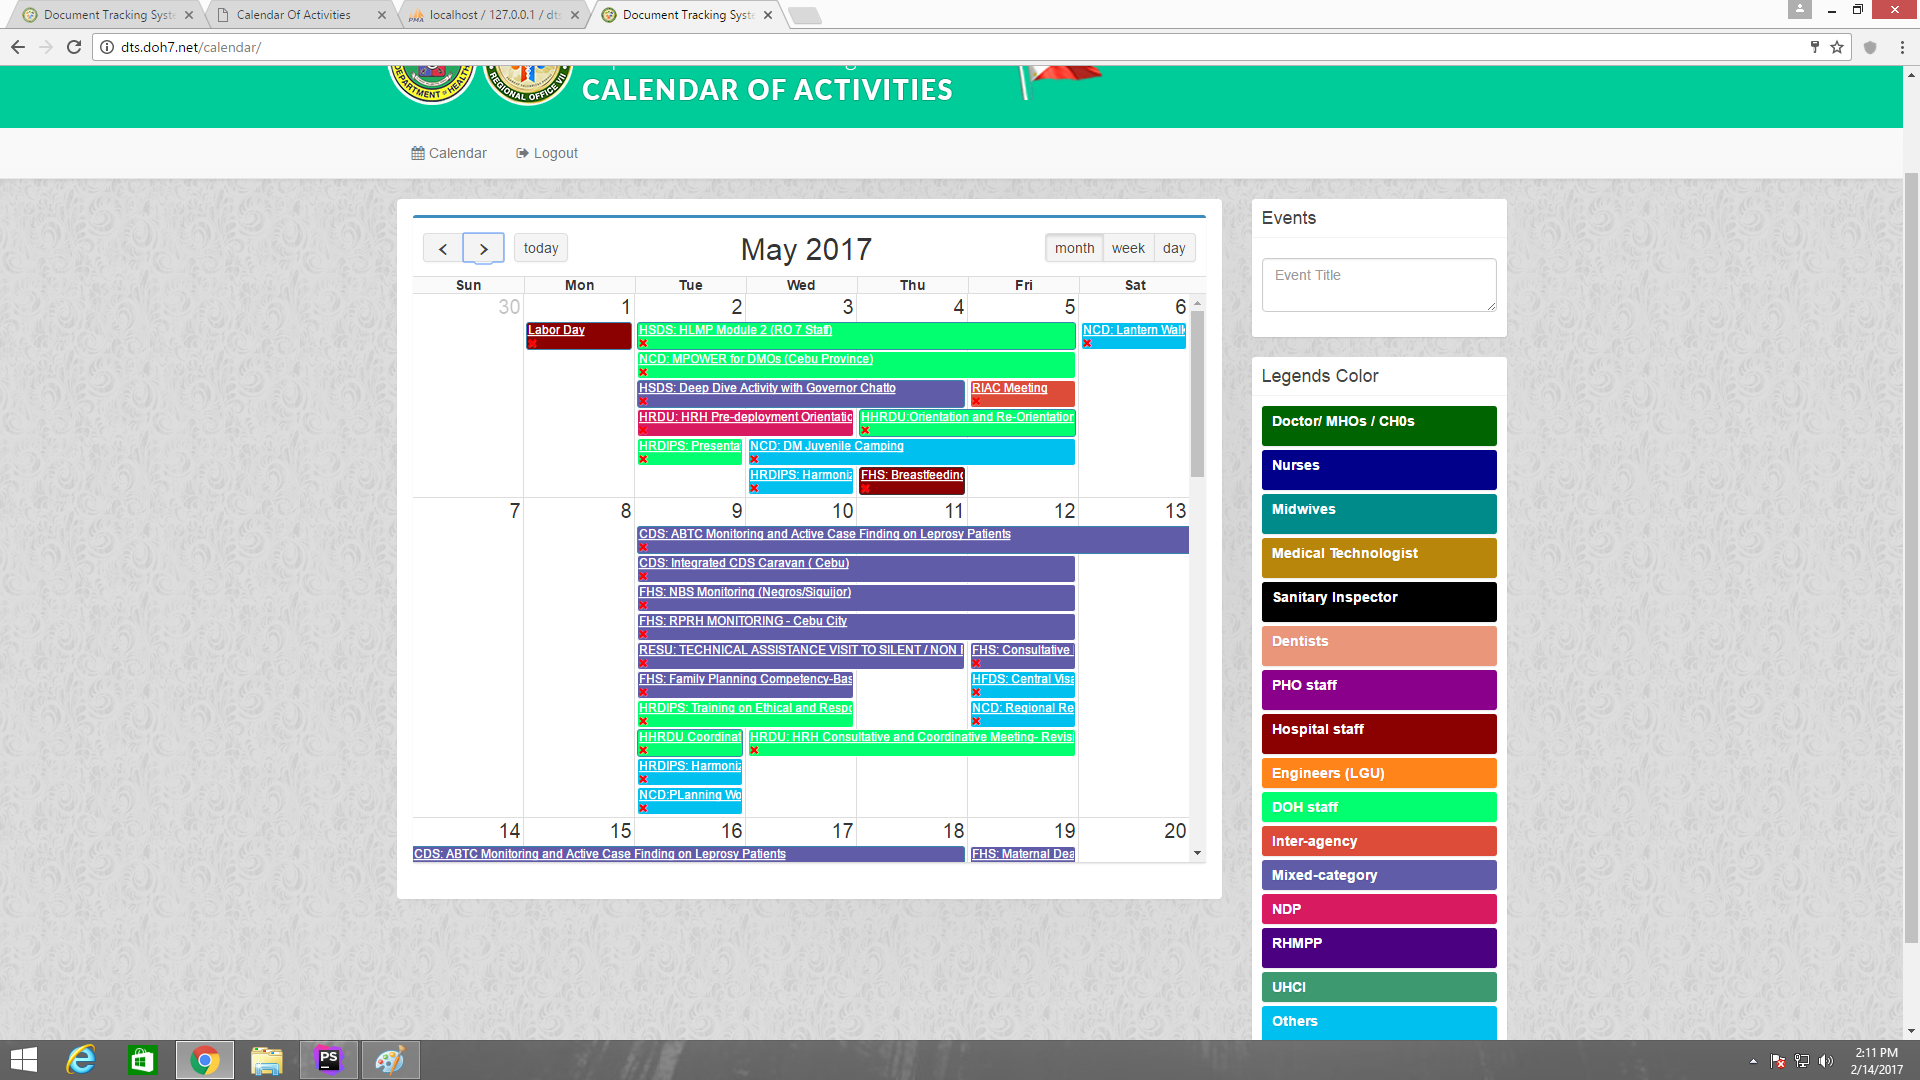 Document Tracking Syste
Calendar Of Activities
localhost / 127.0.0.1 / dts
Document Tracking Syste
dts.doh7.net/calendar/
DEPARTMENT OF HEALTH
REGIONAL OFFICE VII
CALENDAR OF ACTIVITIES
Calendar
Logout
today
May 2017
month
week
day
Sun Mon Tue Wed Thu Fri Sat
30 1 2 3 4 5 6
Labor Day
HSDS: HLMP Module 2 (RO 7 Staff)
NCD: Lantern Walk
NCD: MPOWER for DMOs (Cebu Province)
HSDS: Deep Dive Activity with Governor Chatto
RIAC Meeting
HRDU: HRH Pre-deployment Orientatio
HHRDU:Orientation and Re-Orientation
HRDIPS: Presenta
NCD: DM Juvenile Camping
HRDIPS: Harmoniz
FHS: Breastfeeding
7 8 9 10 11 12 13
CDS: ABTC Monitoring and Active Case Finding on Leprosy Patients
CDS: Integrated CDS Caravan ( Cebu)
FHS: NBS Monitoring (Negros/Siquijor)
FHS: RPRH MONITORING - Cebu City
RESU: TECHNICAL ASSISTANCE VISIT TO SILENT / NON
FHS: Consultative
FHS: Family Planning Competency-Bas
HFDS: Central Visa
HRDIPS: Training on Ethical and Respo
NCD: Regional Re
HHRDU Coordinat
HRDU: HRH Consultative and Coordinative Meeting- Revis
HRDIPS: Harmoniz
NCD:PLanning Wo
14 15 16 17 18 19 20
CDS: ABTC Monitoring and Active Case Finding on Leprosy Patients
FHS: Maternal Dea
Events
Event Title
Legends Color
Doctor/ MHOs / CH0s
Nurses
Midwives
Medical Technologist
Sanitary Inspector
Dentists
PHO staff
Hospital staff
Engineers (LGU)
DOH staff
Inter-agency
Mixed-category
NDP
RHMPP
UHCI
Others
PS
2:11 PM
2/14/2017